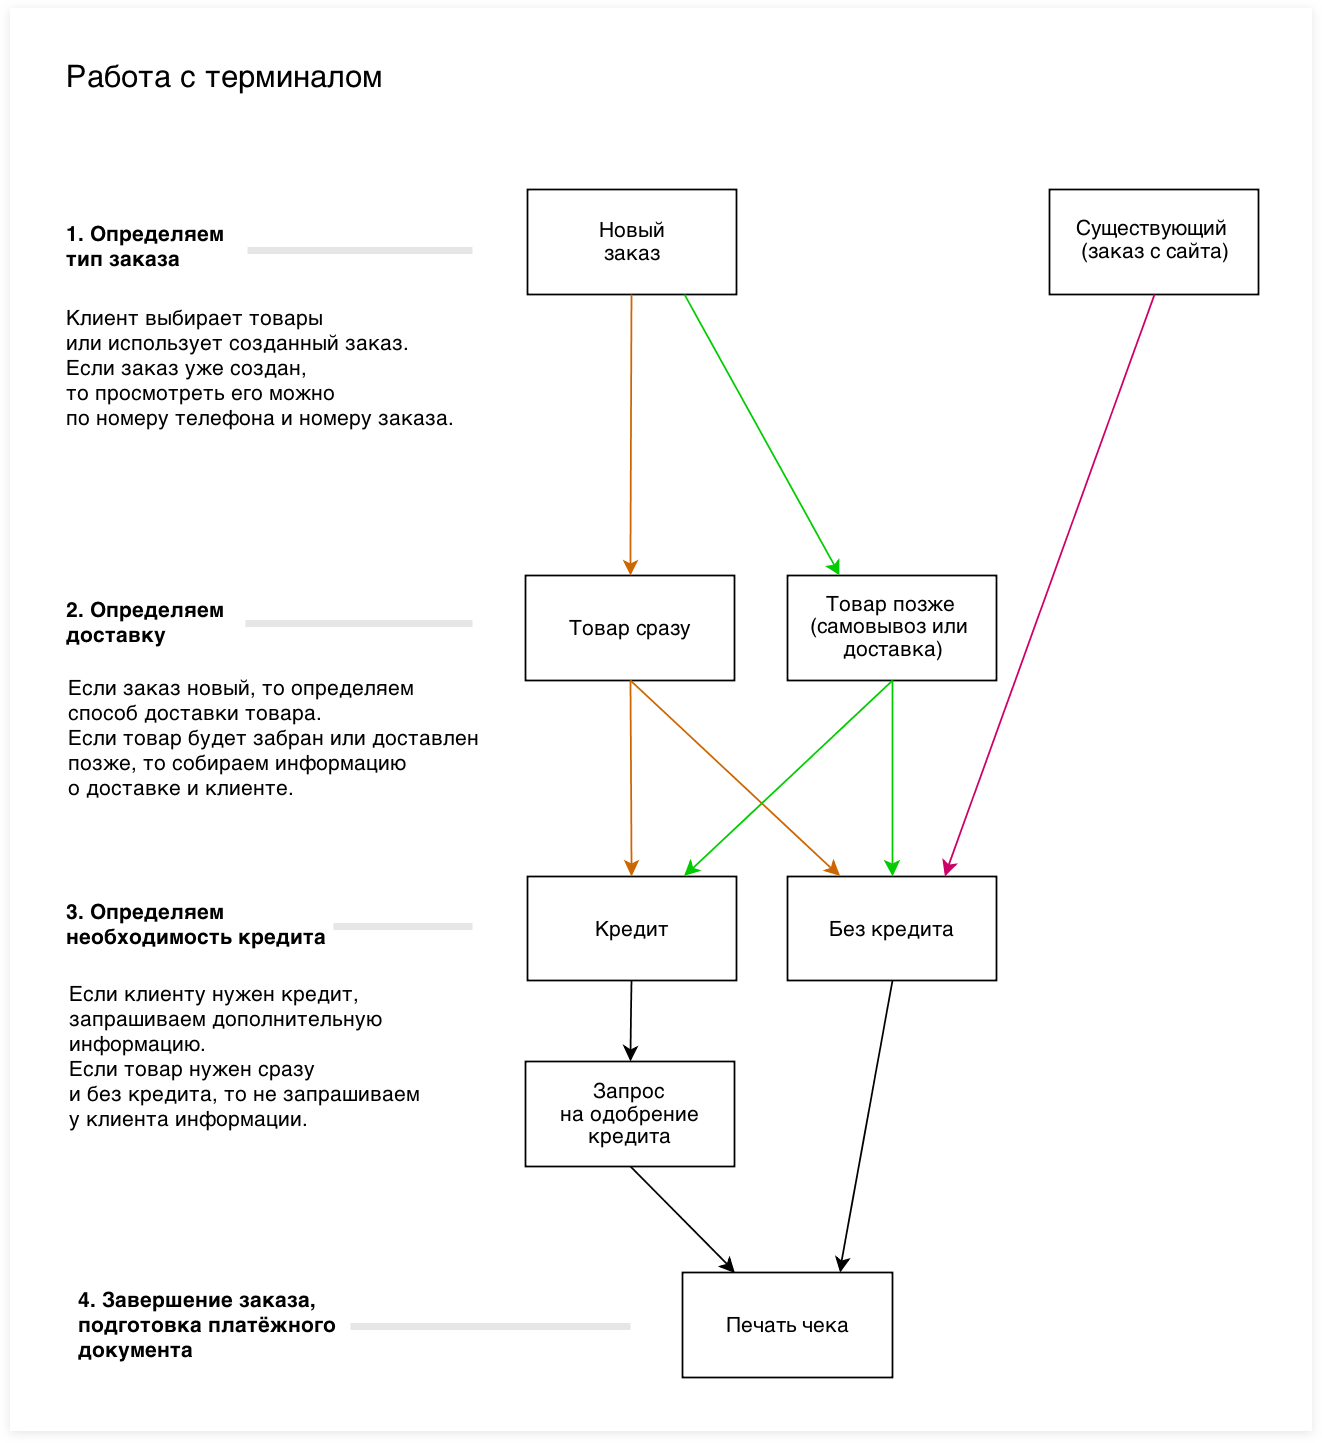 Работа с терминалом
1. Определяем
тип заказа
Новый
заказ
Существующий
(заказ с сайта)
Клиент выбирает товары
или использует созданный заказ.
Если заказ уже создан,
то просмотреть его можно
по номеру телефона и номеру заказа.
2. Определяем
доставку
Товар сразу
Товар позже
(самовывоз или
доставка)
Если заказ новый, то определяем
способ доставки товара.
Если товар будет забран или доставлен
позже, то собираем информацию
о доставке и клиенте.
3. Определяем
необходимость кредита
Кредит
Без кредита
Если клиенту нужен кредит,
запрашиваем дополнительную
информацию.
Если товар нужен сразу
и без кредита, то не запрашиваем
у клиента информации.
Запрос
на одобрение
кредита
4. Завершение заказа,
подготовка платёжного
документа
Печать чека